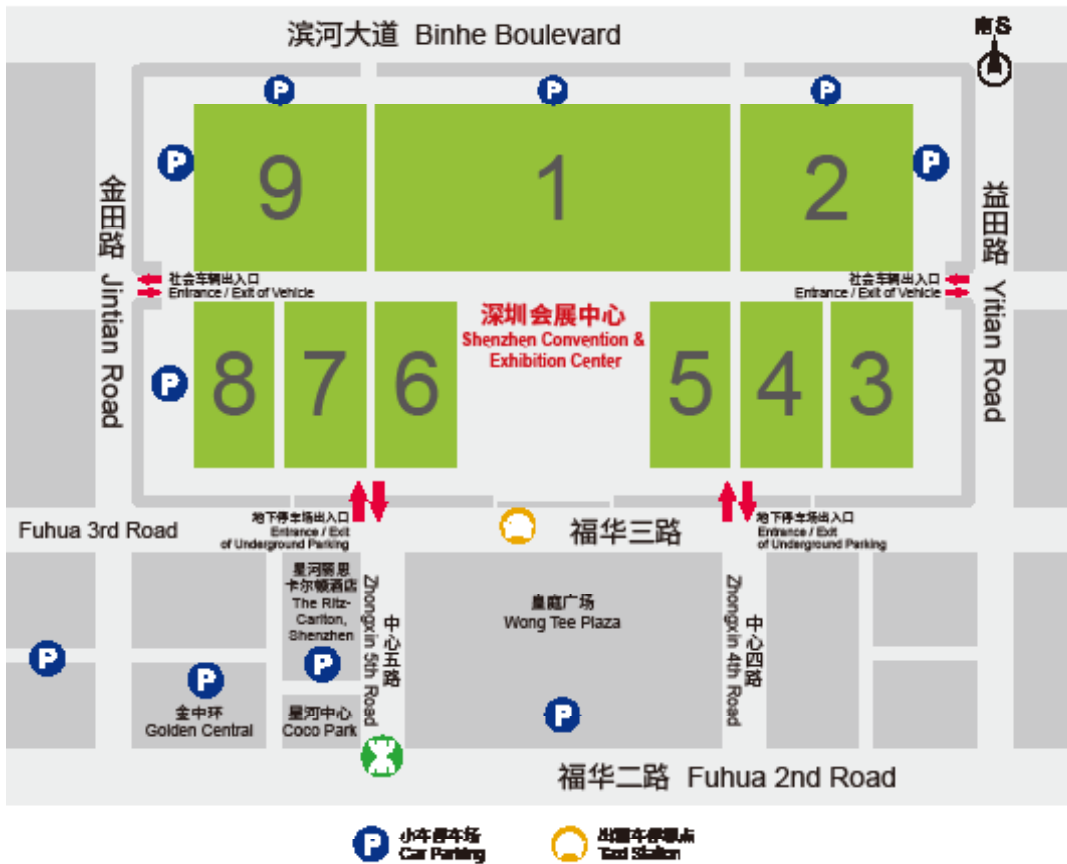 滨河大道 Binhe Boulevard
南S
P
P
P
P
P
9
1
2
金田路 Jintian Road
益田路 Yitian Road
社会车辆出入口
Entrance / Exit of Vehicle
社会车辆出入口
Entrance / Exit of Vehicle
深圳会展中心
Shenzhen Convention &
Exhibition Center
P
8
7
6
5
4
3
Fuhua 3rd Road
福华三路
地下停车场出入口
Entrance / Exit
of Underground Parking
地下停车场出入口
Entrance / Exit
of Underground Parking
星河丽思
卡尔顿酒店
The Ritz-
Carlton,
Shenzhen
P
中心五路
Zhongxin 5th Road
皇庭广场
Wong Tee Plaza
P
中心四路
Zhongxin 4th Road
P
P
金中环
Golden Central
星河中心
Coco Park
福华二路 Fuhua 2nd Road
P
小车停车场
Car Parking
Taxi Station